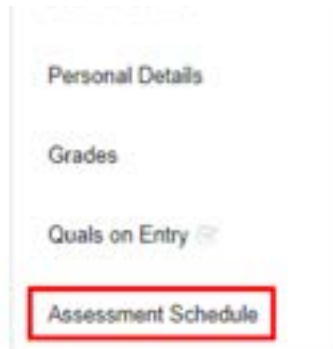 Personal Details
Grades
Quals on Entry
Assessment Schedule